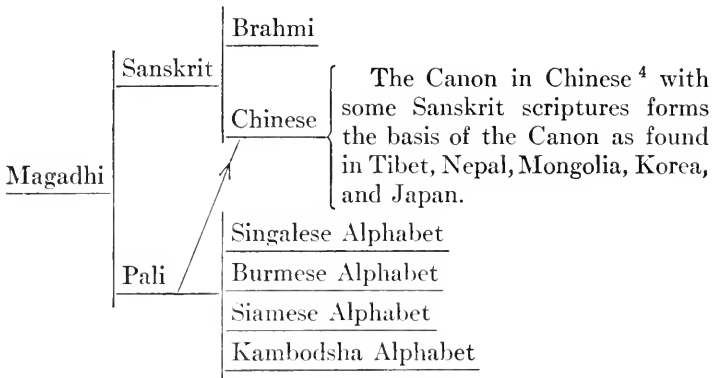 Brahmi
Sanskrit
Chinese
The Canon in Chinese 4 with
some Sanskrit scriptures forms
the basis of the Canon as found
in Tibet, Nepal, Mongolia, Korea,
and Japan.
Magadhi
Pali
Singalese Alphabet
Burmese Alphabet
Siamese Alphabet
Kambodsha Alphabet